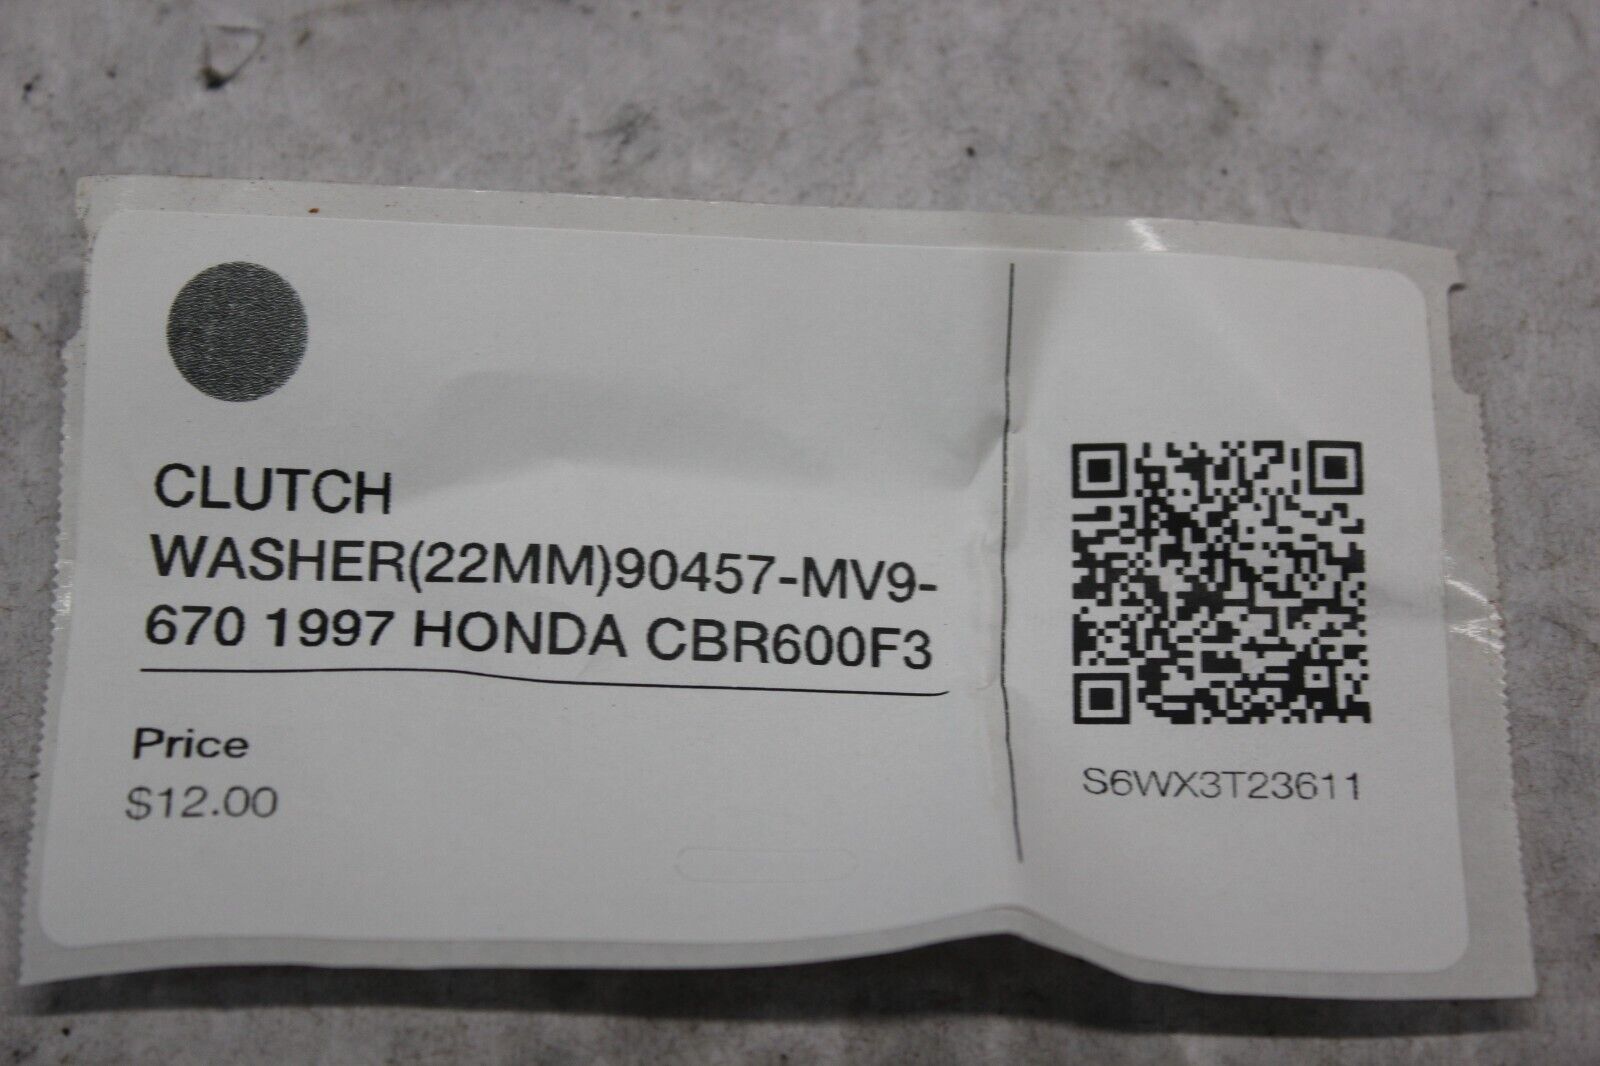 CLUTCH
WASHER(22MM)90457-MV9-
670 1997 HONDA CBR600F3
Price
$12.00
S6WX3T23611